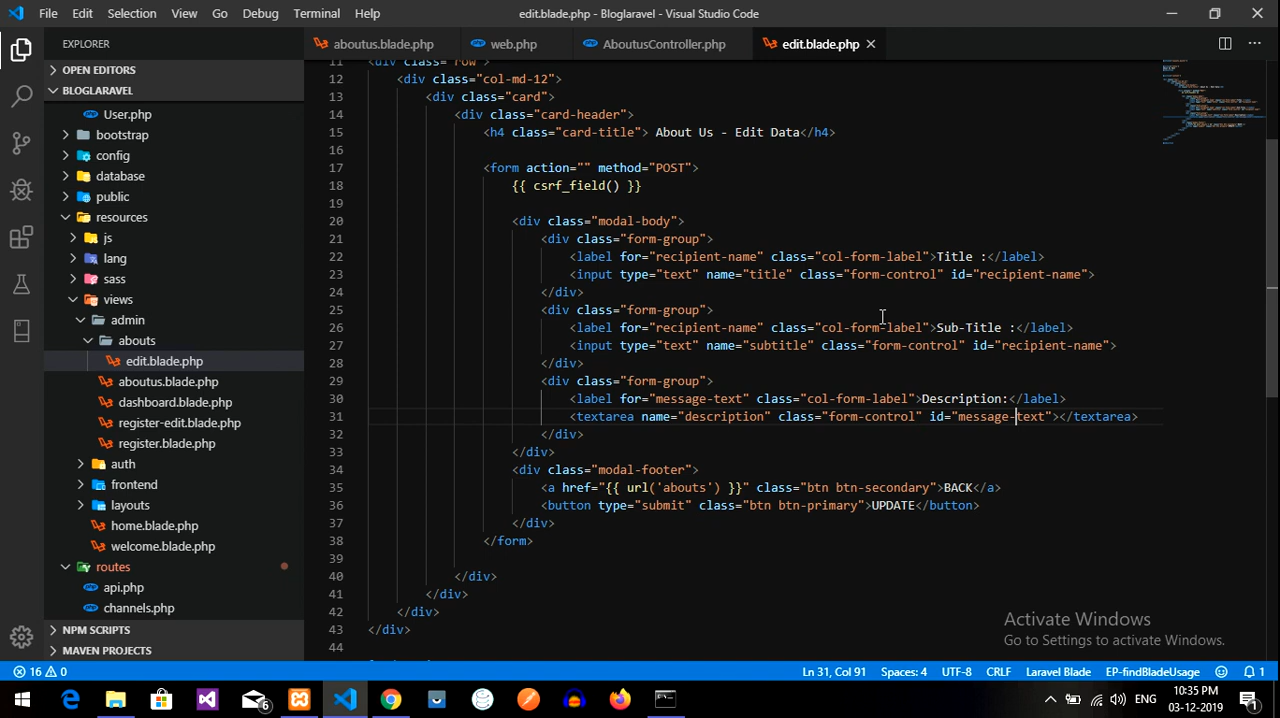 File Edit Selection View Go Debug Terminal Help edit.blade.php - Bloglaravel - Visual Studio Code
EXPLORER
OPEN EDITORS
BLOGLARAVEL
User.php
bootstrap
config
database
public
resources
js
lang
sass
views
admin
abouts
edit.blade.php
aboutus.blade.php
dashboard.blade.php
register-edit.blade.php
register.blade.php
auth
frontend
layouts
home.blade.php
welcome.blade.php
routes
api.php
channels.php
NPM SCRIPTS
MAVEN PROJECTS
aboutus.blade.php web.php AboutusController.php edit.blade.php
11 <div class="row">
12 <div class="col-md-12">
13 <div class="card">
14 <div class="card-header">
15 <h4 class="card-title"> About Us - Edit Data</h4>
16
17 <form action="" method="POST">
18 {{ csrf_field() }}
19
20 <div class="modal-body">
21 <div class="form-group">
22 <label for="recipient-name" class="col-form-label">Title :</label>
23 <input type="text" name="title" class="form-control" id="recipient-name">
24 </div>
25 <div class="form-group">
26 <label for="recipient-name" class="col-form-label">Sub-Title :</label>
27 <input type="text" name="subtitle" class="form-control" id="recipient-name">
28 </div>
29 <div class="form-group">
30 <label for="message-text" class="col-form-label">Description:</label>
31 <textarea name="description" class="form-control" id="message-text"></textarea>
32 </div>
33 </div>
34 <div class="modal-footer">
35 <a href="{{ url('abouts') }}" class="btn btn-secondary">BACK</a>
36 <button type="submit" class="btn btn-primary">UPDATE</button>
37 </div>
38 </form>
39
40 </div>
41 </div>
42 </div>
43 </div>
44
Activate Windows
Go to Settings to activate Windows.
16 0 Ln 31, Col 91 Spaces: 4 UTF-8 CRLF Laravel Blade EP-findBladeUsage 1
6 ENG 10:35 PM 1
03-12-2019